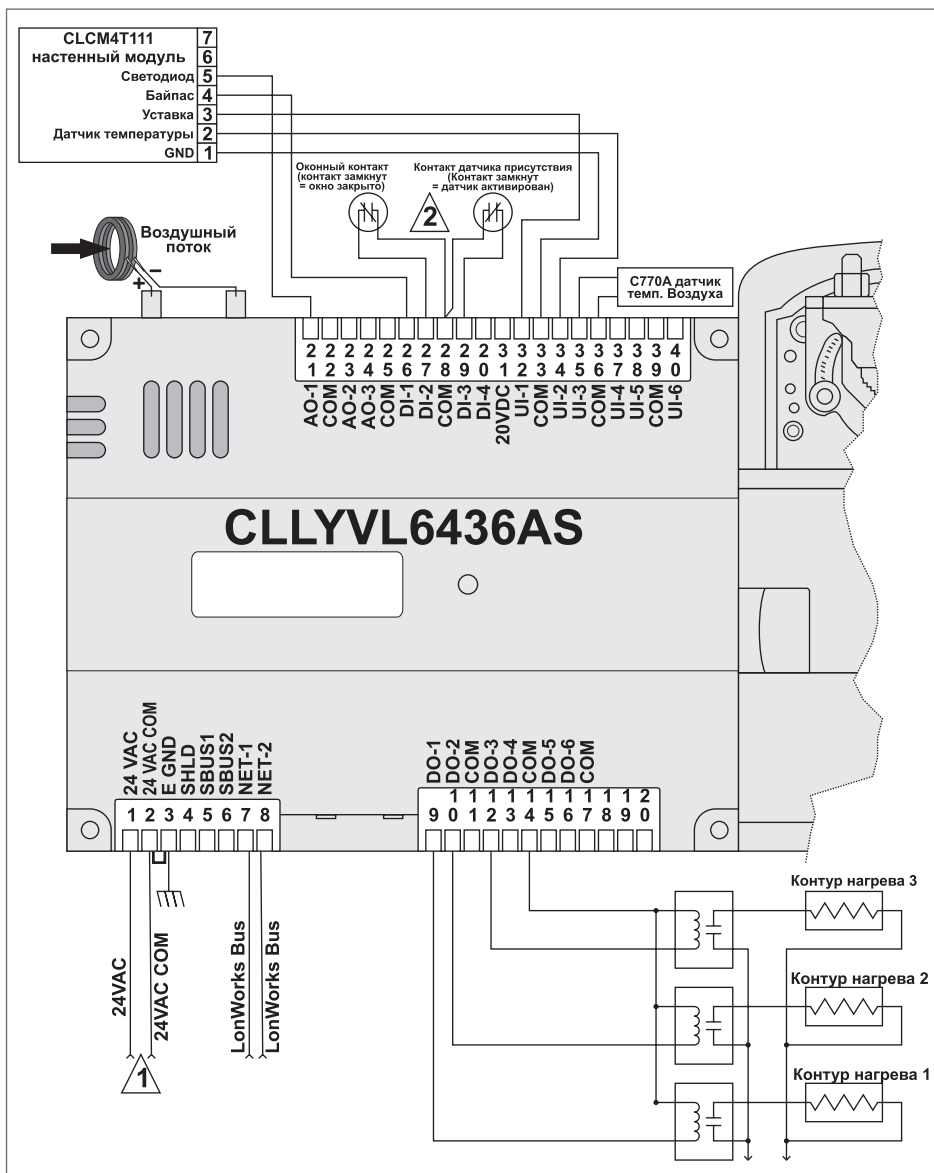 CLCM4T111 7
настенный модуль 6
Светодиод 5
Байпас 4
Уставка 3
Датчик температуры 2
GND 1
Оконный контакт
(контакт замкнут
= окно закрыто)
Контакт датчика присутствия
(Контакт замкнут
= датчик активирован)
2
Воздушный
поток
+ –
C770A датчик
темп. Воздуха
21 22 23 24 25 26 27 28 29 20 31 32 33 34 35 36 37 38 39 40
AO-1 COM AO-2 AO-3 COM DI-1 DI-2 COM DI-3 DI-4 20VDC UI-1 COM UI-2 UI-3 COM UI-4 UI-5 COM UI-6
CLLYVL6436AS
24 VAC 24 VAC COM E GND SHLD SBUS1 SBUS2 NET-1 NET-2
1 2 3 4 5 6 7 8
DO-1 DO-2 COM DO-3 DO-4 COM DO-5 DO-6 COM
9 10 11 12 13 14 15 16 17 18 19 20
24VAC
24VAC COM
LonWorks Bus
LonWorks Bus
1
Контур нагрева 3
Контур нагрева 2
Контур нагрева 1